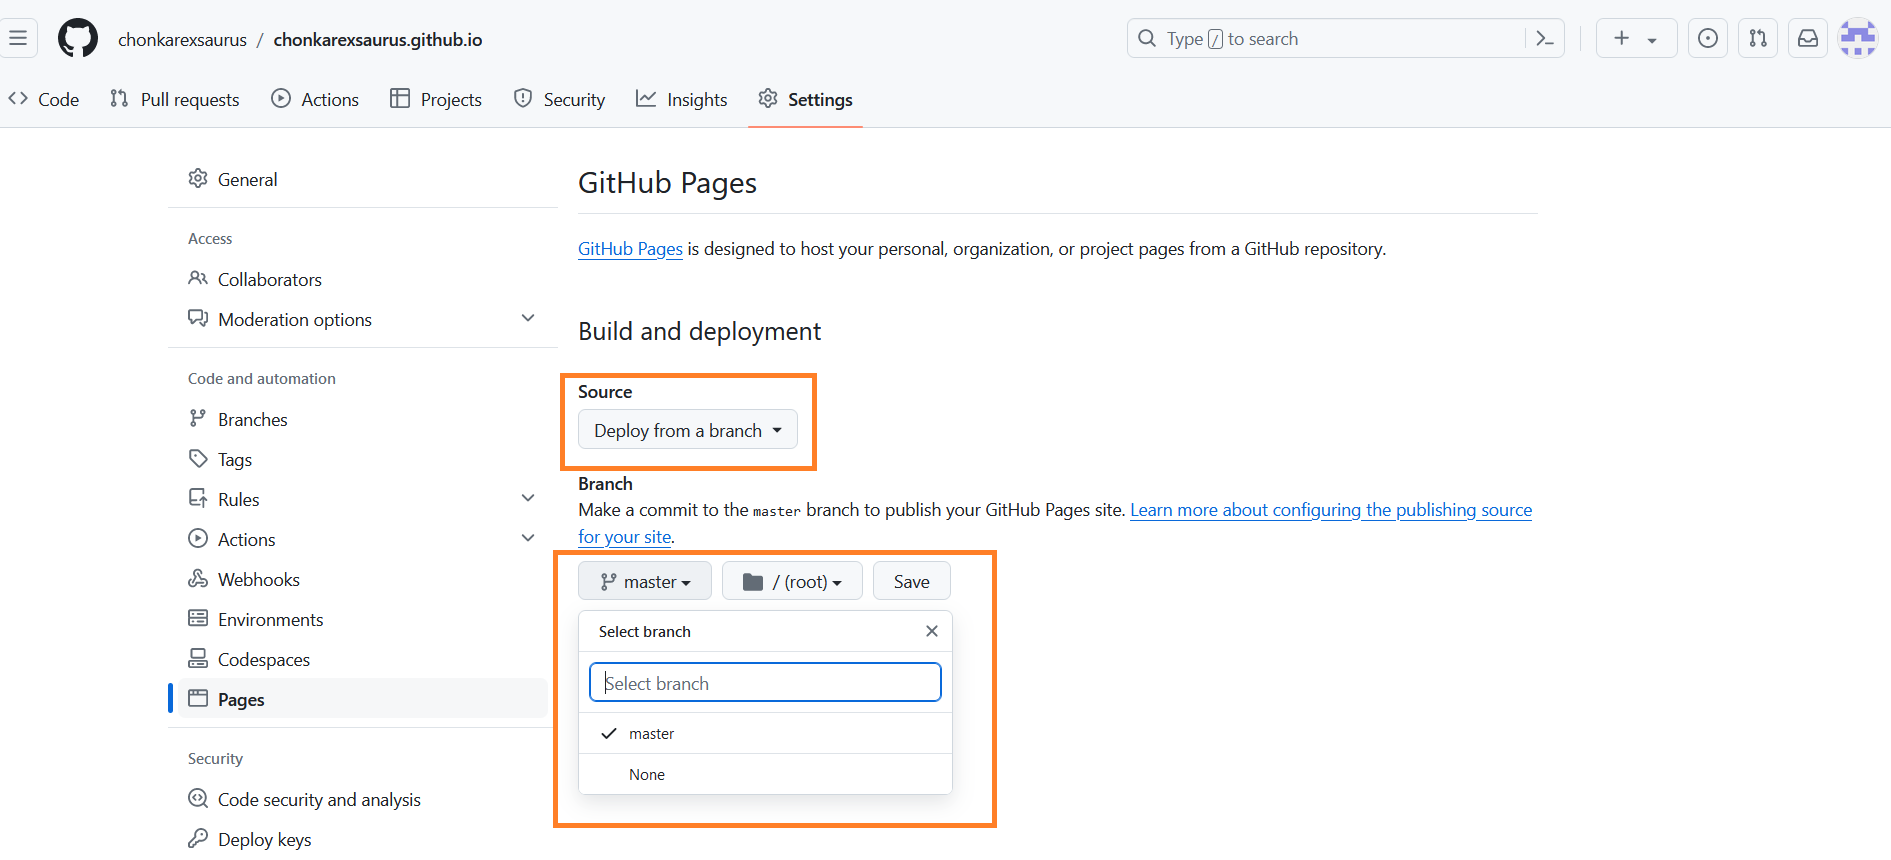 chonkarexsaurus / chonkarexsaurus.github.io
Type / to search
Code
Pull requests
Actions
Projects
Security
Insights
Settings
General
Access
Collaborators
Moderation options
Code and automation
Branches
Tags
Rules
Actions
Webhooks
Environments
Codespaces
Pages
Security
Code security and analysis
Deploy keys
GitHub Pages
GitHub Pages is designed to host your personal, organization, or project pages from a GitHub repository.
Build and deployment
Source
Deploy from a branch
Branch
Make a commit to the master branch to publish your GitHub Pages site. Learn more about configuring the publishing source
for your site.
master
/ (root)
Save
Select branch
Select branch
master
None